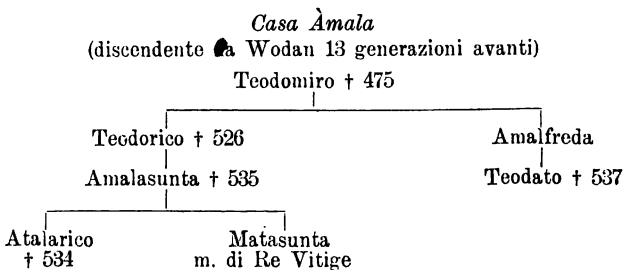 Casa Àmala
(discendente a Wodan 13 generazioni avanti)
Teodomiro † 475
Teodorico † 526 Amalfreda
Amalasunta † 535 Teodato † 537
Atalarico Matasunta
† 534 m. di Re Vitige